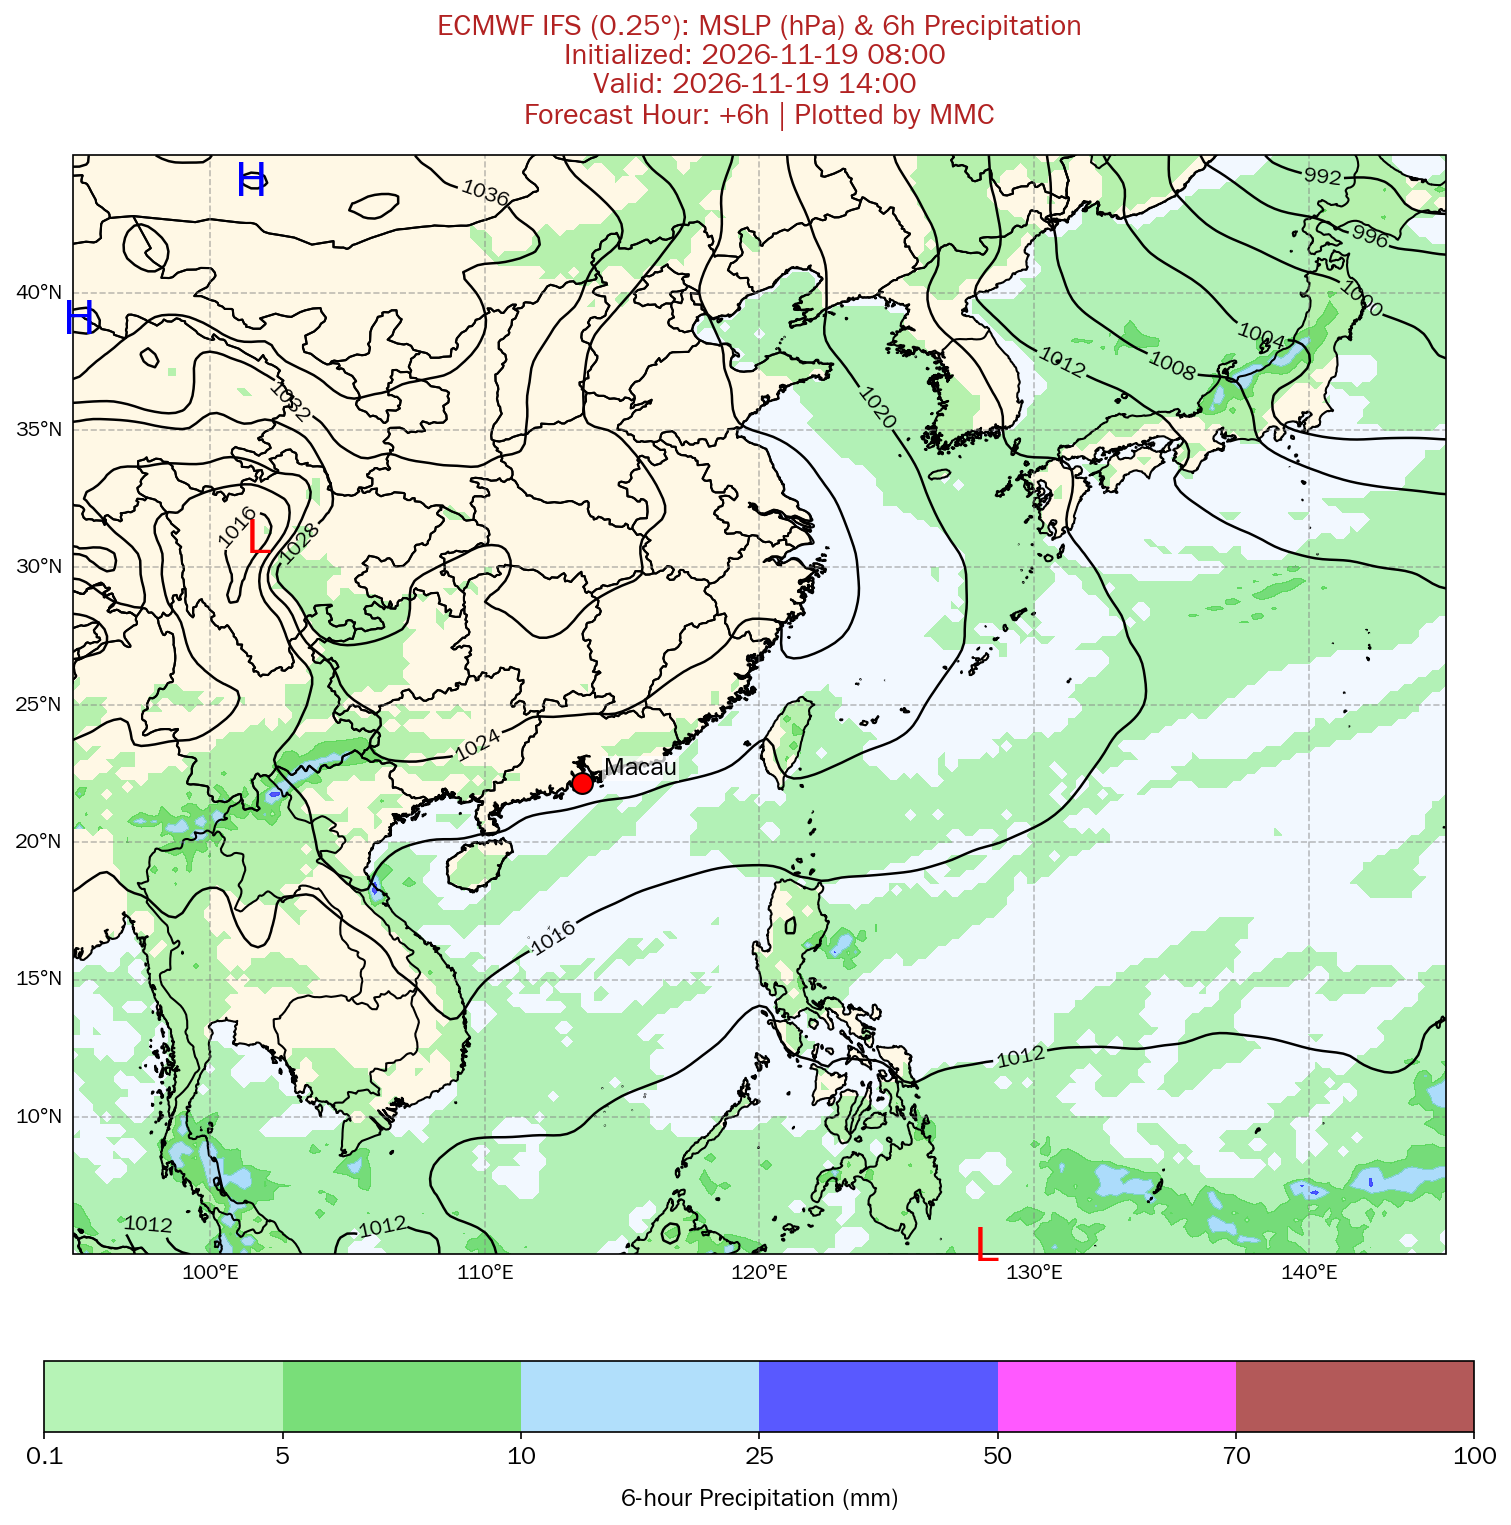 ECMWF IFS (0.25°): MSLP (hPa) & 6h Precipitation
Initialized: 2026-11-19 08:00
Valid: 2026-11-19 14:00
Forecast Hour: +6h | Plotted by MMC
H
1036
992
996
40°N
H
1000
1004
1012
1008
1032
1020
35°N
1016
L
1028
30°N
25°N
1024
Macau
20°N
1016
15°N
1012
10°N
1012
1012
L
100°E
110°E
120°E
130°E
140°E
0.1
5
10
25
50
70
100
6-hour Precipitation (mm)